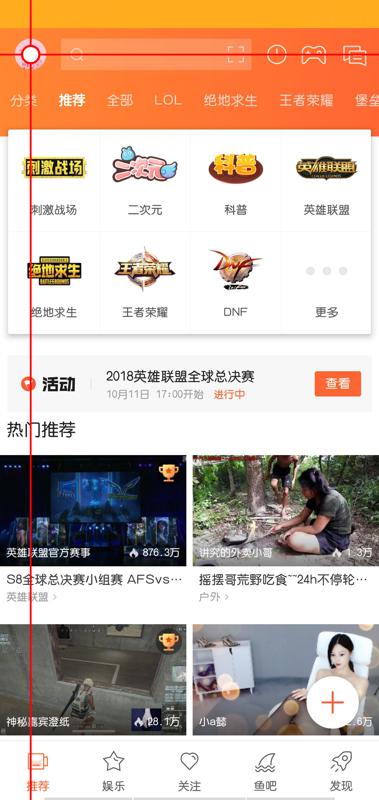 分类 推荐 全部 LOL 绝地求生 王者荣耀 堡垒
刺激战场 二次元 科普 英雄联盟
刺激战场 二次元 科普 英雄联盟
绝地求生 王者荣耀 DNF
BATTLEGROUNDS
绝地求生 王者荣耀 DNF 更多
活动 2018英雄联盟全球总决赛 查看
10月11日 17:00开始 进行中
热门推荐
英雄联盟官方赛事 876.3万 讲究的外卖小哥 1.3万
S8全球总决赛小组赛 AFSvs… 摇摆哥荒野吃食~~24h不停轮…
英雄联盟 > 户外 >
神秘嘉宾澄纸 28.1万 小a懿 2.6万
推荐 娱乐 关注 鱼吧 发现